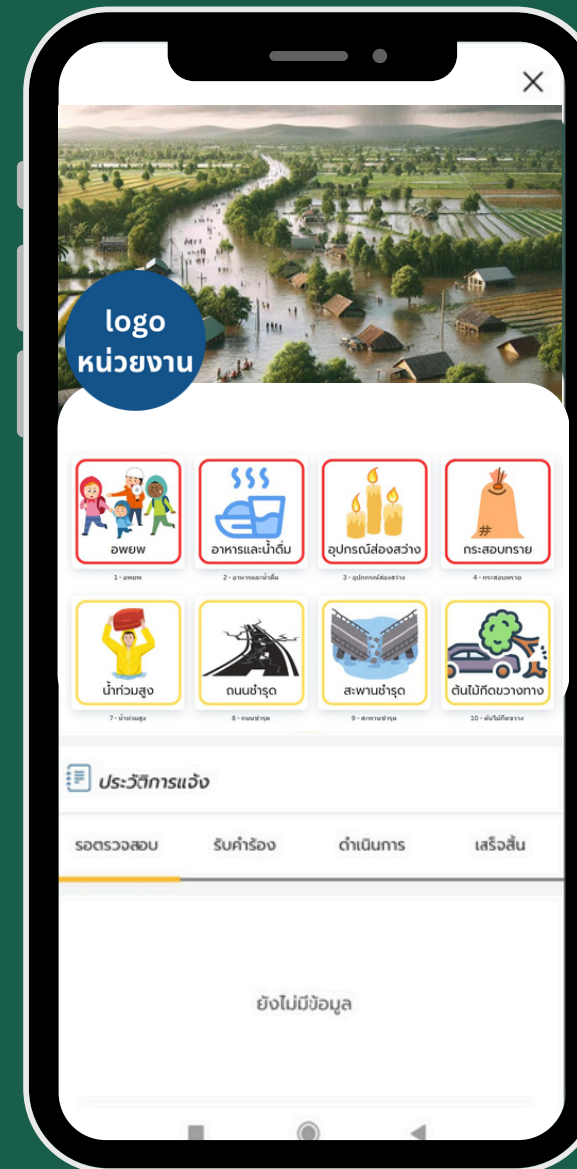 logo
หน่วยงาน
อพยพ
อาหารและน้ำดื่ม
อุปกรณ์ส่องสว่าง
#
กระสอบทราย
1 - อพยพ
2 - อาหารและน้ำดื่ม
3 - อุปกรณ์ส่องสว่าง
4 - กระสอบทราย
น้ำท่วมสูง
ถนนชำรุด
สะพานชำรุด
ต้นไม้กีดขวางทาง
7 - น้ำท่วมสูง
8 - ถนนชำรุด
9 - สะพานชำรุด
10 - ต้นไม้กีดขวาง
ประวัติการแจ้ง
รอตรวจสอบ
รับคำร้อง
ดำเนินการ
เสร็จสิ้น
ยังไม่มีข้อมูล